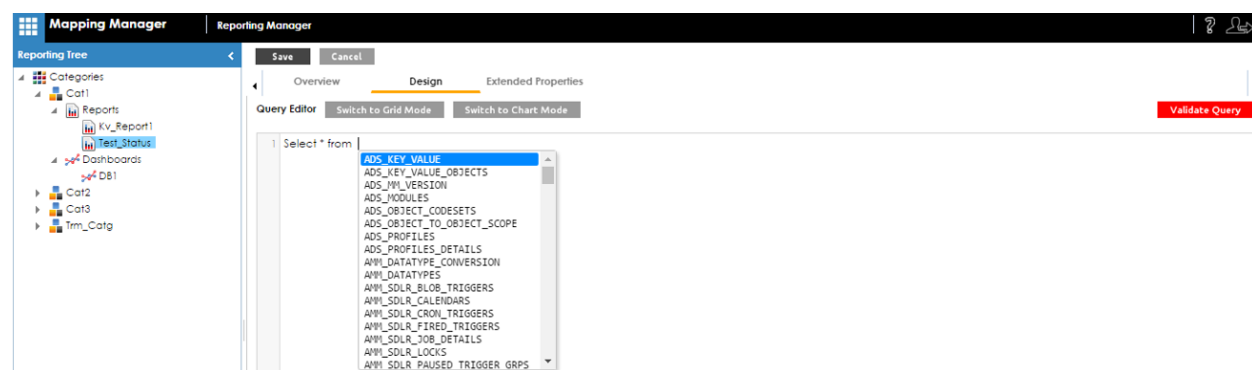 Mapping Manager
Reporting Manager
Reporting Tree
Save
Cancel
Categories
Cat1
Reports
Kv_Report1
Test_Status
Dashboards
DB1
Cat2
Cat3
Trm_Catg
Overview
Design
Extended Properties
Query Editor
Switch to Grid Mode
Switch to Chart Mode
Validate Query
1 Select * from
ADS_KEY_VALUE
ADS_KEY_VALUE_OBJECTS
ADS_MM_VERSION
ADS_MODULES
ADS_OBJECT_CODESETS
ADS_OBJECT_TO_OBJECT_SCOPE
ADS_PROFILES
ADS_PROFILES_DETAILS
AMM_DATATYPE_CONVERSION
AMM_DATATYPES
AMM_SDLR_BLOB_TRIGGERS
AMM_SDLR_CALENDARS
AMM_SDLR_CRON_TRIGGERS
AMM_SDLR_FIRED_TRIGGERS
AMM_SDLR_JOB_DETAILS
AMM_SDLR_LOCKS
AMM_SDLR_PAUSED_TRIGGER_GRPS